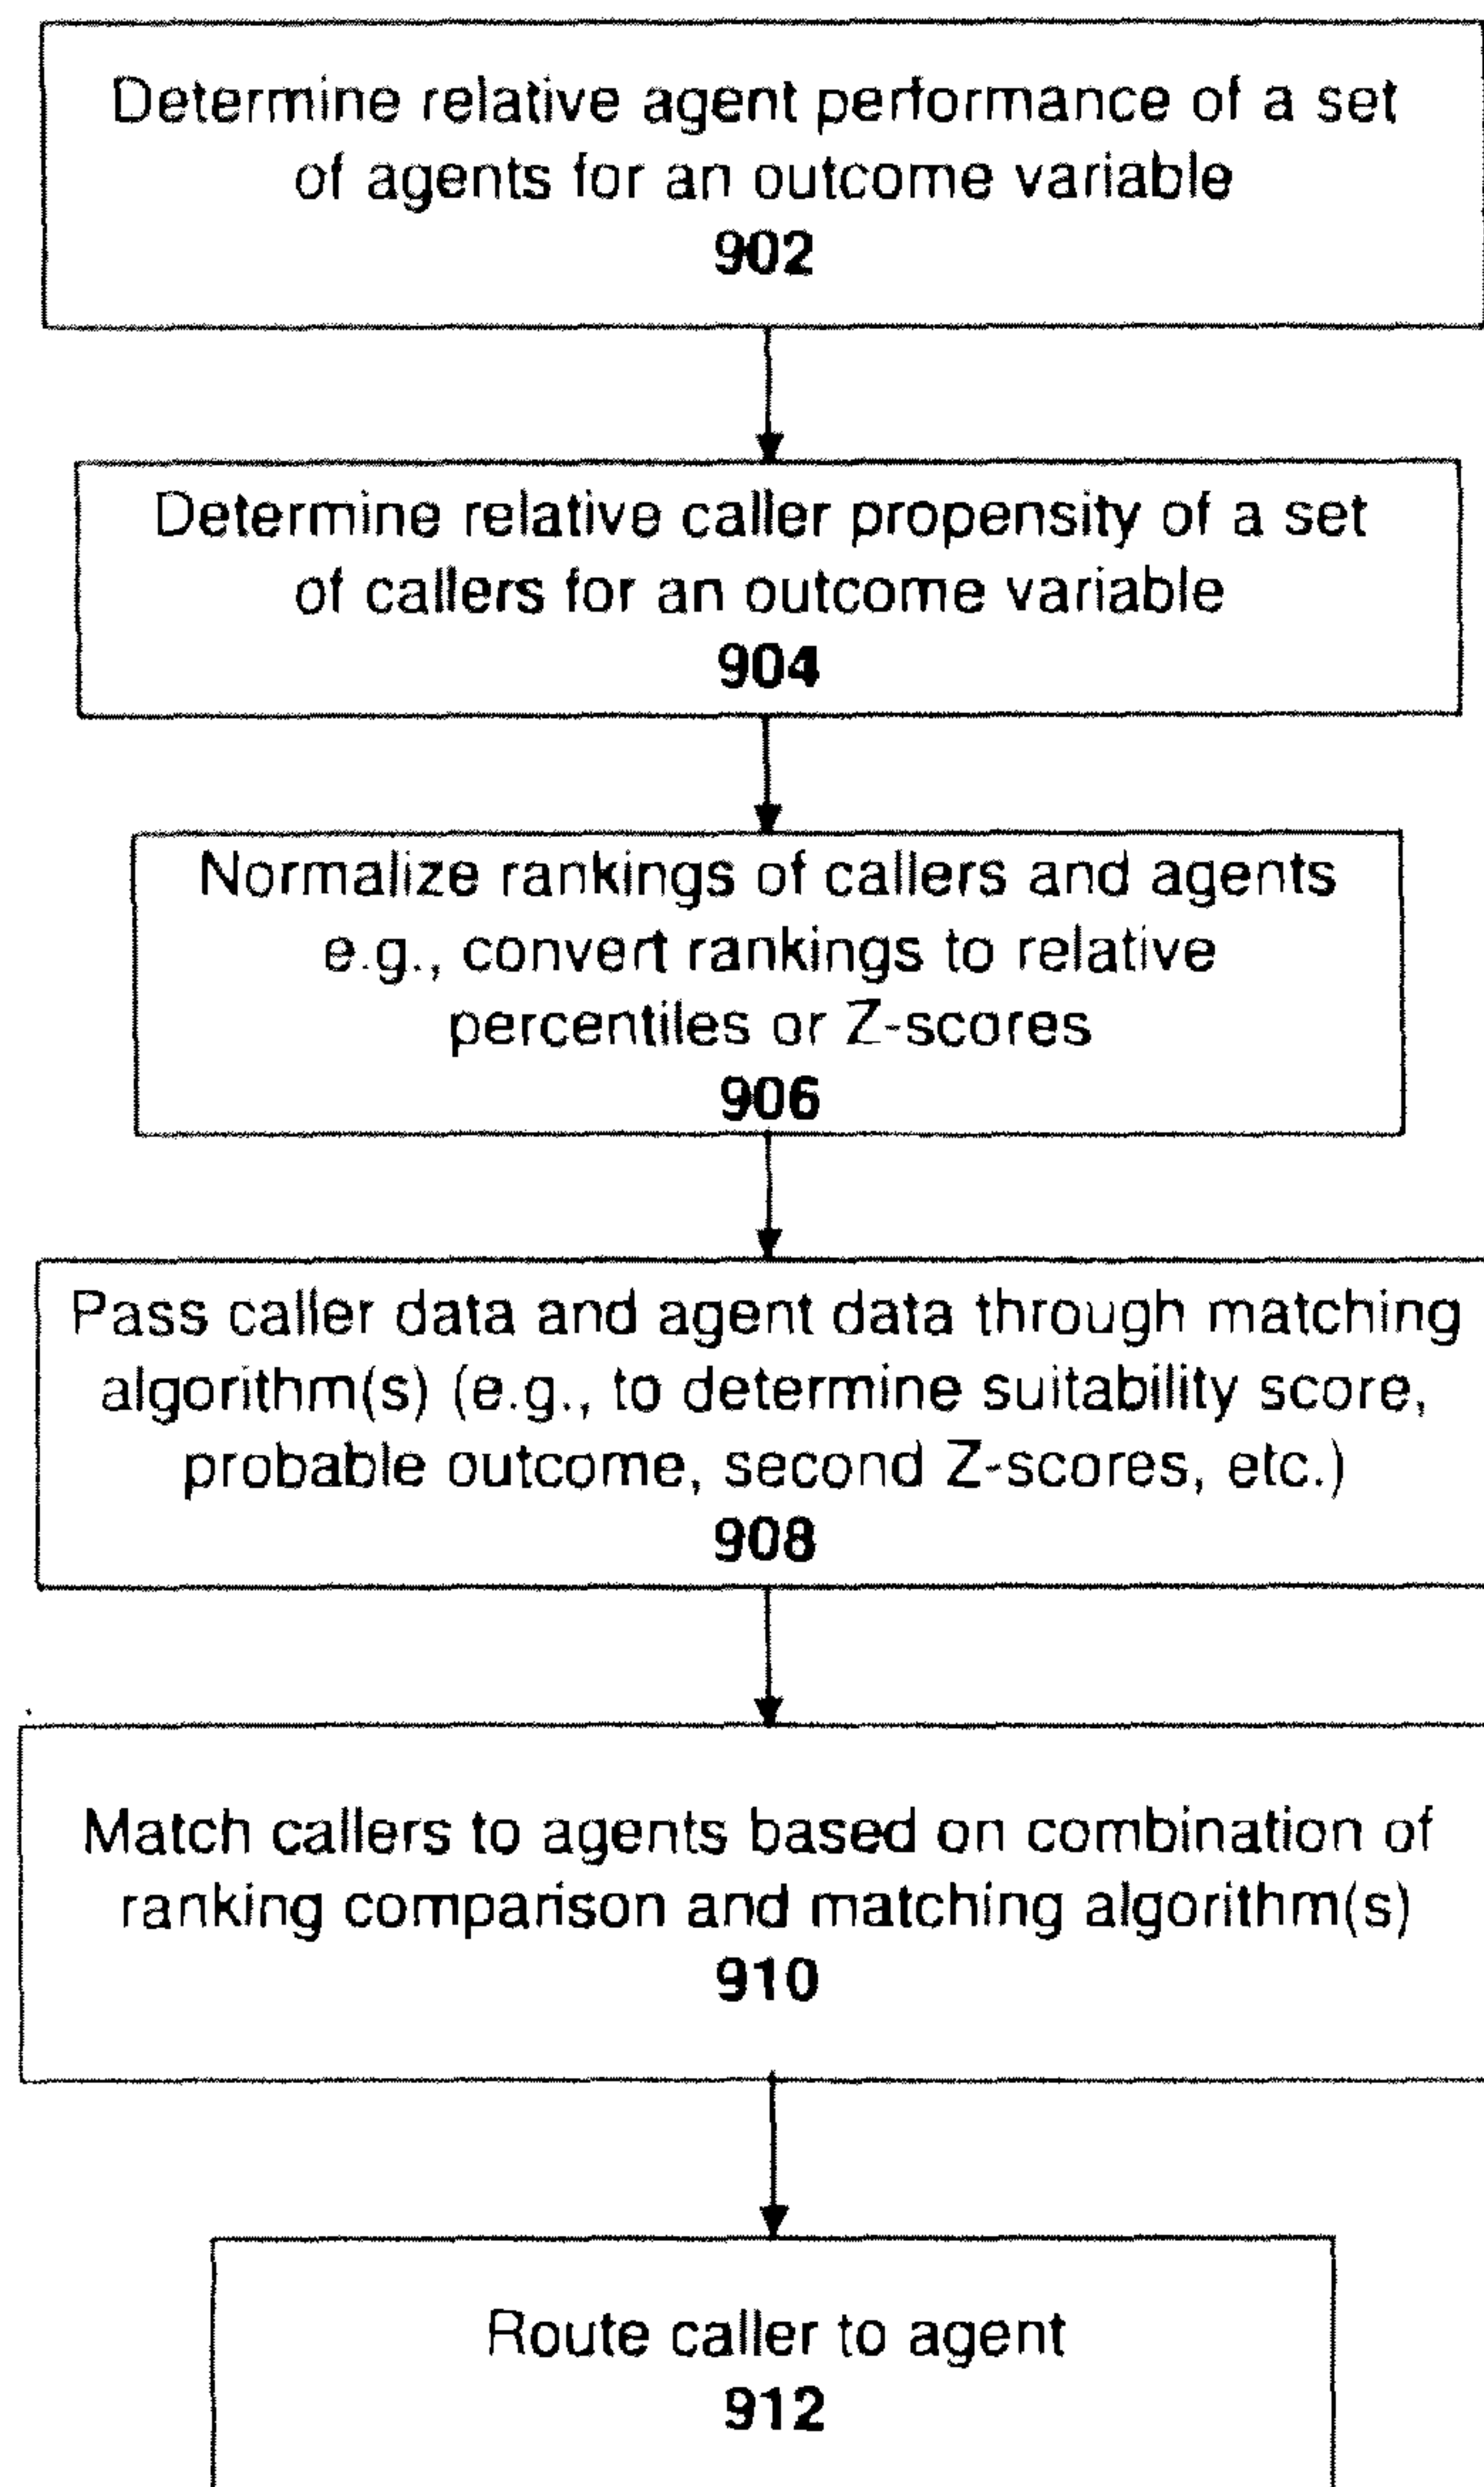 Determine relative agent performance of a set
of agents for an outcome variable
902
Determine relative caller propensity of a set
of callers for an outcome variable
904
Normalize rankings of callers and agents
e.g., convert rankings to relative
percentiles or Z-scores
906
Pass caller data and agent data through matching
algorithm(s) (e.g., to determine suitability score,
probable outcome, second Z-scores, etc.)
908
Match callers to agents based on combination of
ranking comparison and matching algorithm(s)
910
Route caller to agent
912